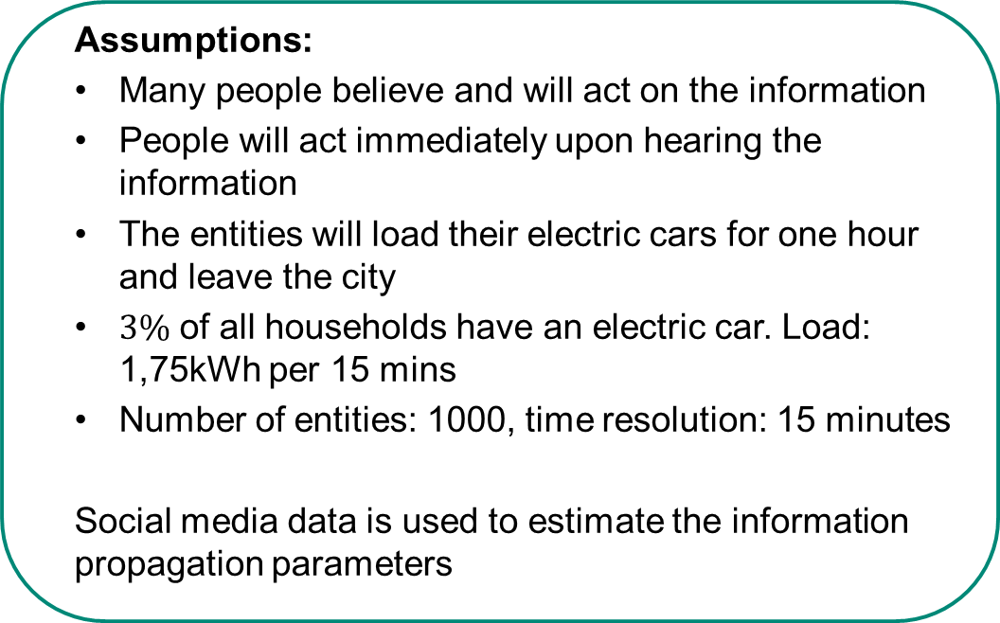 Assumptions:
• Many people believe and will act on the information
• People will act immediately upon hearing the
information
• The entities will load their electric cars for one hour
and leave the city
• 3% of all households have an electric car. Load:
1,75kWh per 15 mins
• Number of entities: 1000, time resolution: 15 minutes
Social media data is used to estimate the information
propagation parameters